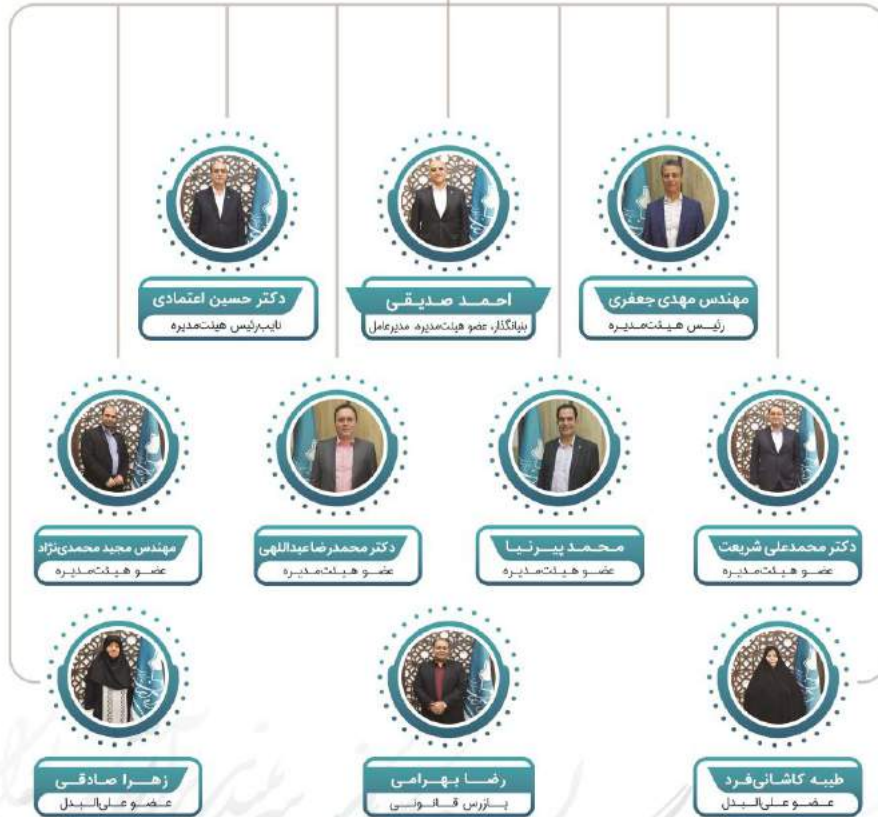 مهندس مهدی جعفری
رئیس هیئت‌مدیره
احمد صدیقی
بنیانگذار، عضو هیئت‌مدیره، مدیرعامل
دکتر حسین اعتمادی
نایب‌رئیس هیئت‌مدیره
دکتر محمدعلی شریعت
عضو هیئت‌مدیره
محمد پیرنیا
عضو هیئت‌مدیره
دکتر محمدرضا عبداللهی
عضو هیئت‌مدیره
مهندس مجید محمدی‌نژاد
عضو هیئت‌مدیره
طیبه کاشانی‌فرد
عضو علی‌البدل
رضا بهرامی
بازرس قانونی
زهرا صادقی
عضو علی‌البدل